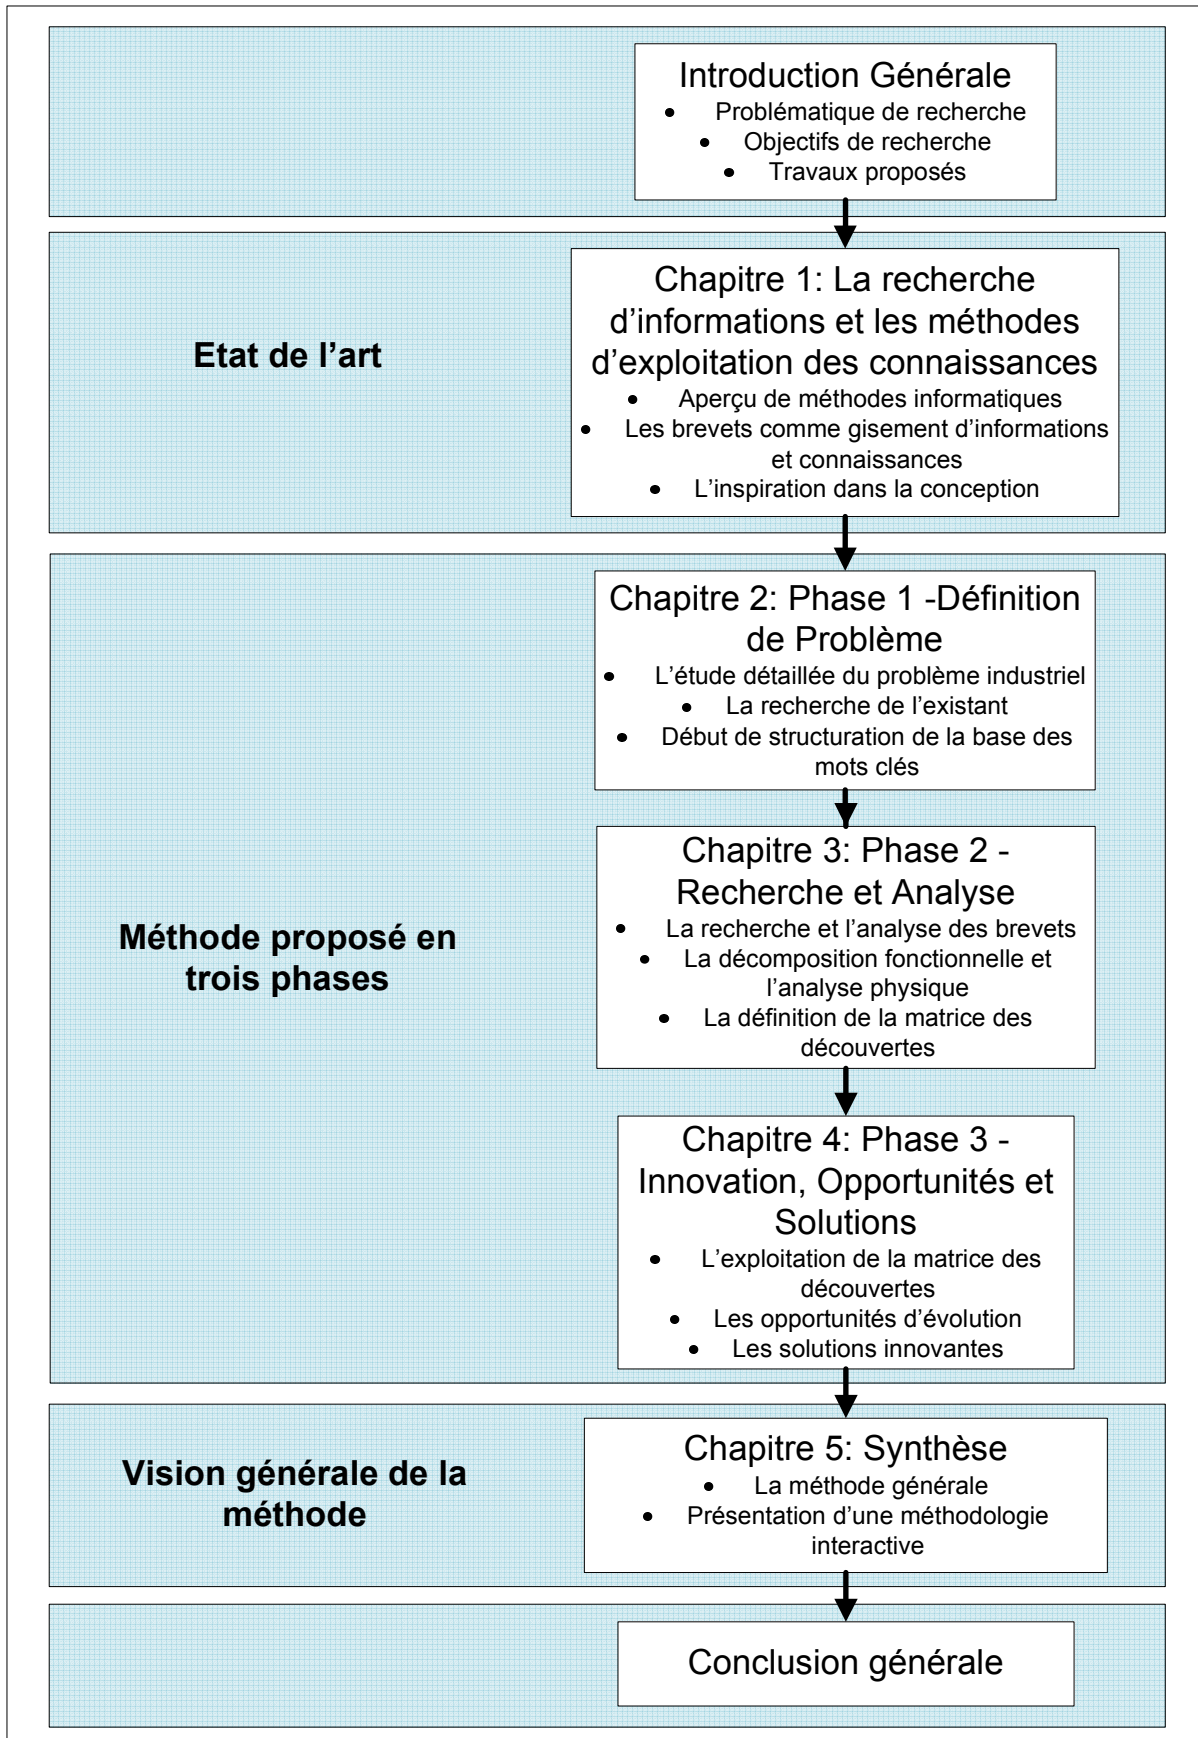 Introduction Générale
• Problématique de recherche
• Objectifs de recherche
• Travaux proposés
Etat de l'art
Chapitre 1: La recherche
d'informations et les méthodes
d'exploitation des connaissances
• Aperçu de méthodes informatiques
• Les brevets comme gisement d'informations
et connaissances
• L'inspiration dans la conception
Méthode proposé en
trois phases
Chapitre 2: Phase 1 -Définition
de Problème
• L'étude détaillée du problème industriel
• La recherche de l'existant
• Début de structuration de la base des
mots clés
Chapitre 3: Phase 2 -
Recherche et Analyse
• La recherche et l'analyse des brevets
• La décomposition fonctionnelle et
l'analyse physique
• La définition de la matrice des
découvertes
Chapitre 4: Phase 3 -
Innovation, Opportunités et
Solutions
• L'exploitation de la matrice des
découvertes
• Les opportunités d'évolution
• Les solutions innovantes
Vision générale de la
méthode
Chapitre 5: Synthèse
• La méthode générale
• Présentation d'une méthodologie
interactive
Conclusion générale